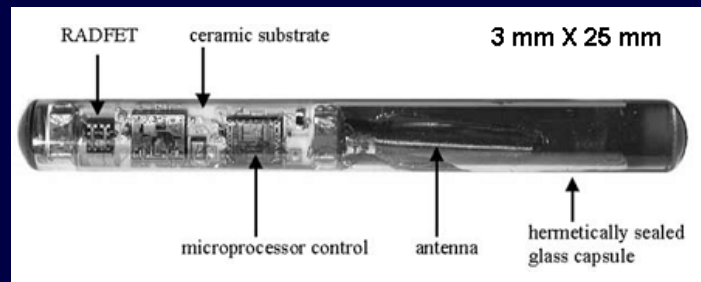 RADFET
ceramic substrate
3 mm X 25 mm
microprocessor control
antenna
hermetically sealed
glass capsule